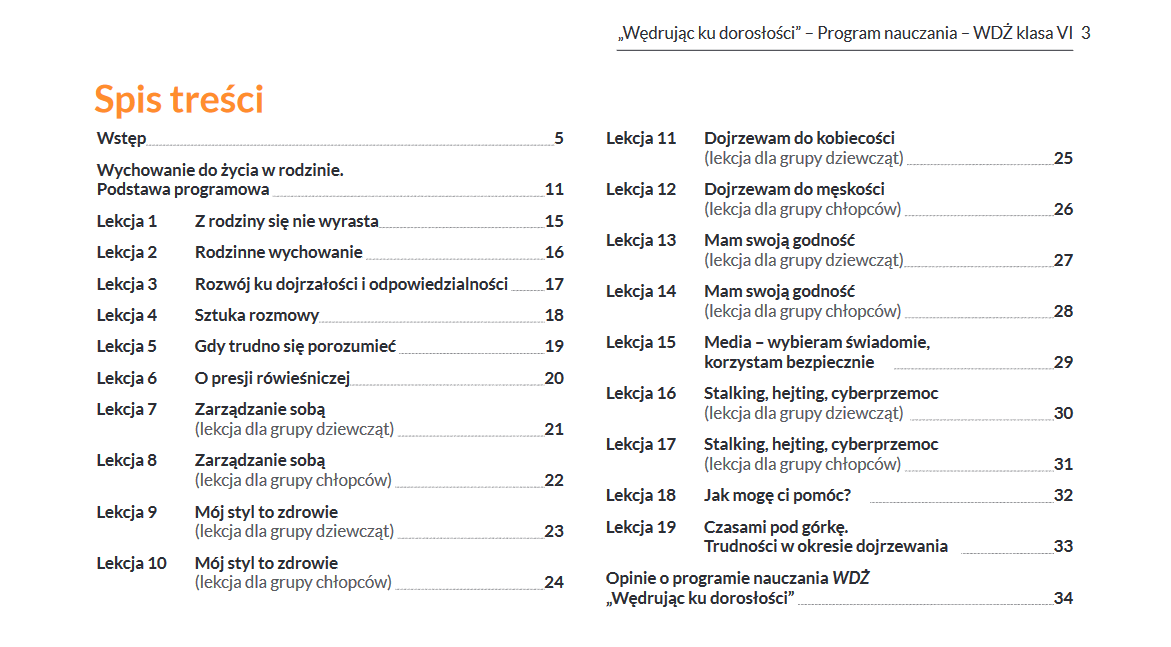 „Wędrując ku dorosłości” – Program nauczania – WDŻ klasa VI 3
Spis treści
Wstęp 5
Wychowanie do życia w rodzinie.
Podstawa programowa 11
Lekcja 1 Z rodziny się nie wyrasta 15
Lekcja 2 Rodzinne wychowanie 16
Lekcja 3 Rozwój ku dojrzałości i odpowiedzialności 17
Lekcja 4 Sztuka rozmowy 18
Lekcja 5 Gdy trudno się porozumieć 19
Lekcja 6 O presji rówieśniczej 20
Lekcja 7 Zarządzanie sobą
(lekcja dla grupy dziewcząt) 21
Lekcja 8 Zarządzanie sobą
(lekcja dla grupy chłopców) 22
Lekcja 9 Mój styl to zdrowie
(lekcja dla grupy dziewcząt) 23
Lekcja 10 Mój styl to zdrowie
(lekcja dla grupy chłopców) 24
Lekcja 11 Dojrzewam do kobiecości
(lekcja dla grupy dziewcząt) 25
Lekcja 12 Dojrzewam do męskości
(lekcja dla grupy chłopców) 26
Lekcja 13 Mam swoją godność
(lekcja dla grupy dziewcząt) 27
Lekcja 14 Mam swoją godność
(lekcja dla grupy chłopców) 28
Lekcja 15 Media – wybieram świadomie,
korzystam bezpiecznie 29
Lekcja 16 Stalking, hejting, cyberprzemoc
(lekcja dla grupy dziewcząt) 30
Lekcja 17 Stalking, hejting, cyberprzemoc
(lekcja dla grupy chłopców) 31
Lekcja 18 Jak mogę ci pomóc? 32
Lekcja 19 Czasami pod górkę.
Trudności w okresie dojrzewania 33
Opinie o programie nauczania WDŻ
„Wędrując ku dorosłości” 34